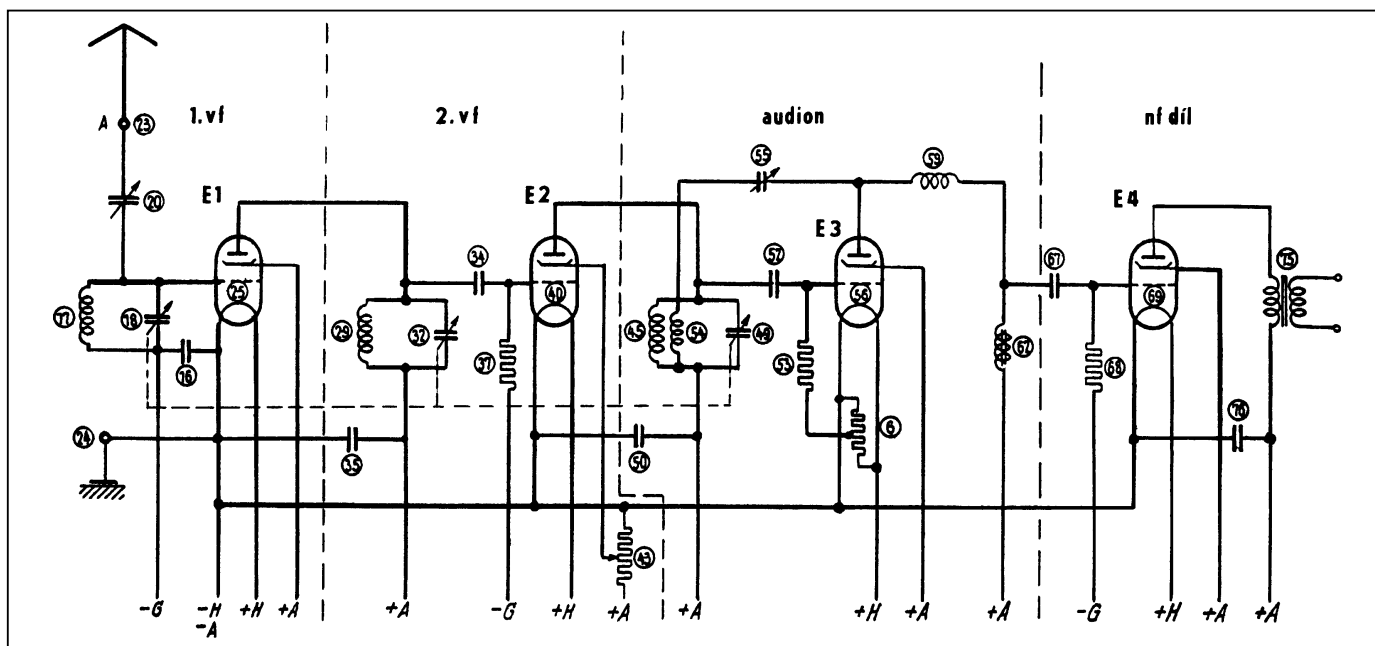 1. vf
2. vf
audion
nf díl
A
23
20
E1
E2
E3
E4
55
59
25
34
40
52
56
67
69
75
17
18
16
29
32
37
45
54
49
53
6
62
68
24
35
50
43
76
-G
-H
-A
+H
+A
+A
-G
+H
+A
+A
+H
+A
+A
-G
+H
+A
+A